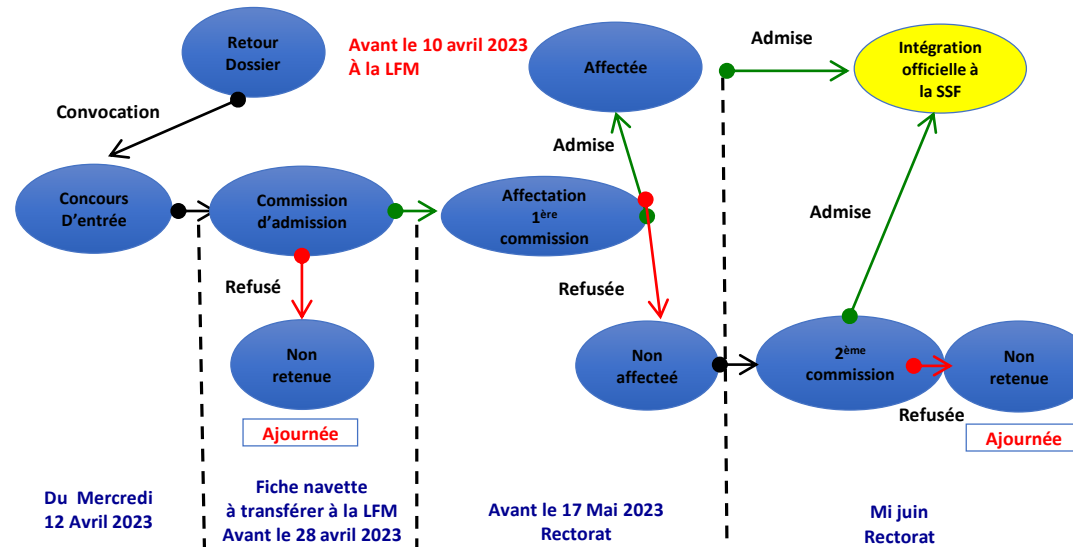 Retour
Dossier
Avant le 10 avril 2023
À la LFM
Affectée
Admise
Intégration
officielle à
la SSF
Convocation
Admise
Concours
D'entrée
Commission
d'admission
Affectation
1ère
commission
Admise
Refusé
Refusée
Non
retenue
Non
affecteé
2ème
commission
Non
retenue
Refusée
Ajournée
Ajournée
Du Mercredi
12 Avril 2023
Fiche navette
à transférer à la LFM
Avant le 28 avril 2023
Avant le 17 Mai 2023
Rectorat
Mi juin
Rectorat